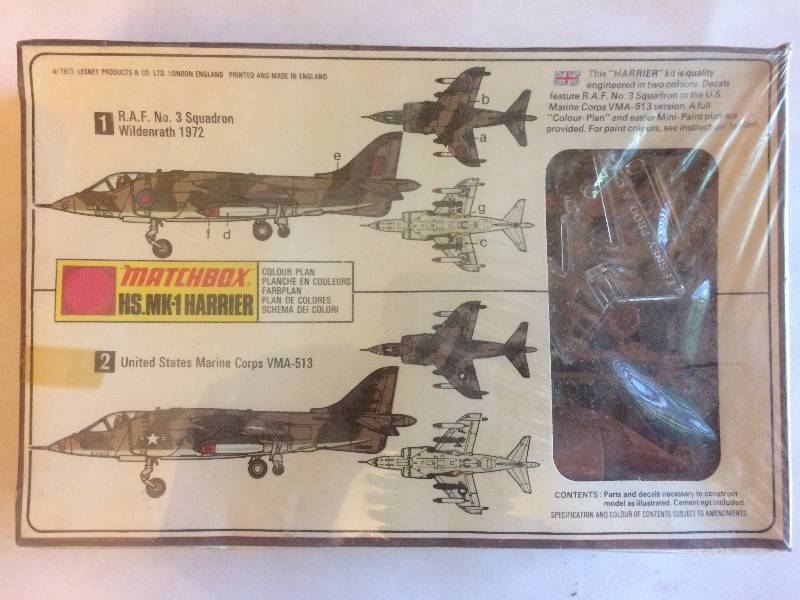 © 1973, LESNEY PRODUCTS & CO. LTD. LONDON ENGLAND PRINTED AND MADE IN ENGLAND
1 R.A.F. No. 3 Squadron
Wildenrath 1972
b
a
e
f d
g
c
MATCHBOX
HS.MK-1 HARRIER
COLOUR PLAN
PLANCHE EN COULEURS
FARBPLAN
PLAN DE COLORES
SCHEMA DEI COLORI
2 United States Marine Corps VMA-513
This "HARRIER" kit is quality
engineered in two colours. Decals
feature R.A.F. No. 3 Squadron or the U.S.
Marine Corps VMA-513 version. A full
"Colour-Plan" and easier Mini-Paint plan are
provided. For paint colours, see instruction leaflet.
CONTENTS: Parts and decals necessary to construct
model as illustrated. Cement not included.
SPECIFICATION AND COLOUR OF CONTENTS SUBJECT TO AMENDMENTS